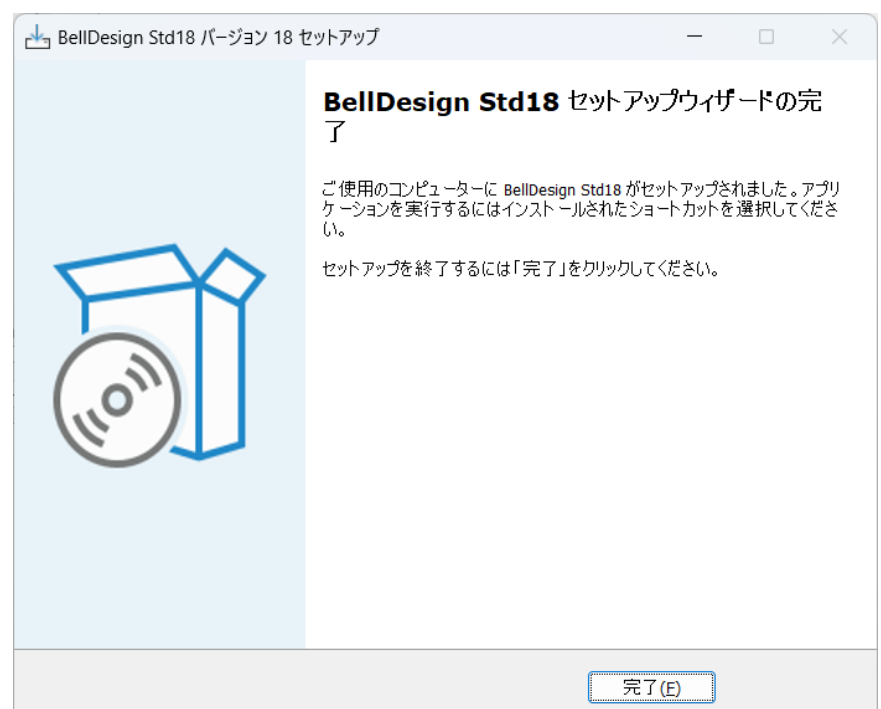 BellDesign Std18 バージョン 18 セットアップ
BellDesign Std18 セットアップウィザードの完
了
ご使用のコンピューターに BellDesign Std18 がセットアップされました。アプリ
ケーションを実行するにはインストールされたショートカットを選択してくださ
い。
セットアップを終了するには「完了」をクリックしてください。
完了(F)